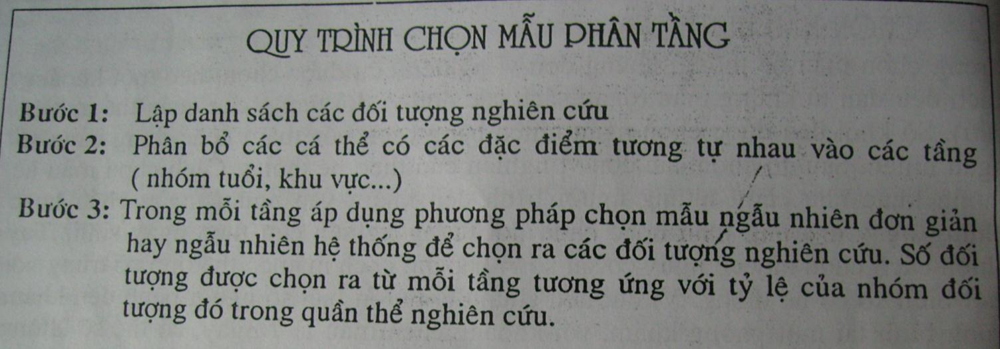 QUY TRÌNH CHỌN MẪU PHÂN TẦNG
Bước 1: Lập danh sách các đối tượng nghiên cứu
Bước 2: Phân bổ các cá thể có các đặc điểm tương tự nhau vào các tầng
( nhóm tuổi, khu vực...)
Bước 3: Trong mỗi tầng áp dụng phương pháp chọn mẫu ngẫu nhiên đơn giản
hay ngẫu nhiên hệ thống để chọn ra các đối tượng nghiên cứu. Số đối
tượng được chọn ra từ mỗi tầng tương ứng với tỷ lệ của nhóm đối
tượng đó trong quần thể nghiên cứu.